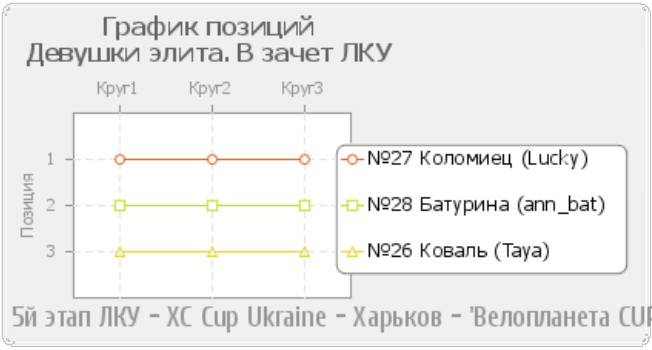 График позиций
Девушки элита. В зачет ЛКУ
Круг1 Круг2 Круг3
Позиция
1
2
3
№27 Коломиец (Lucky)
№28 Батурина (ann_bat)
№26 Коваль (Taya)
5й этап ЛКУ - XC Cup Ukraine - Харьков - 'Велопланета CUP